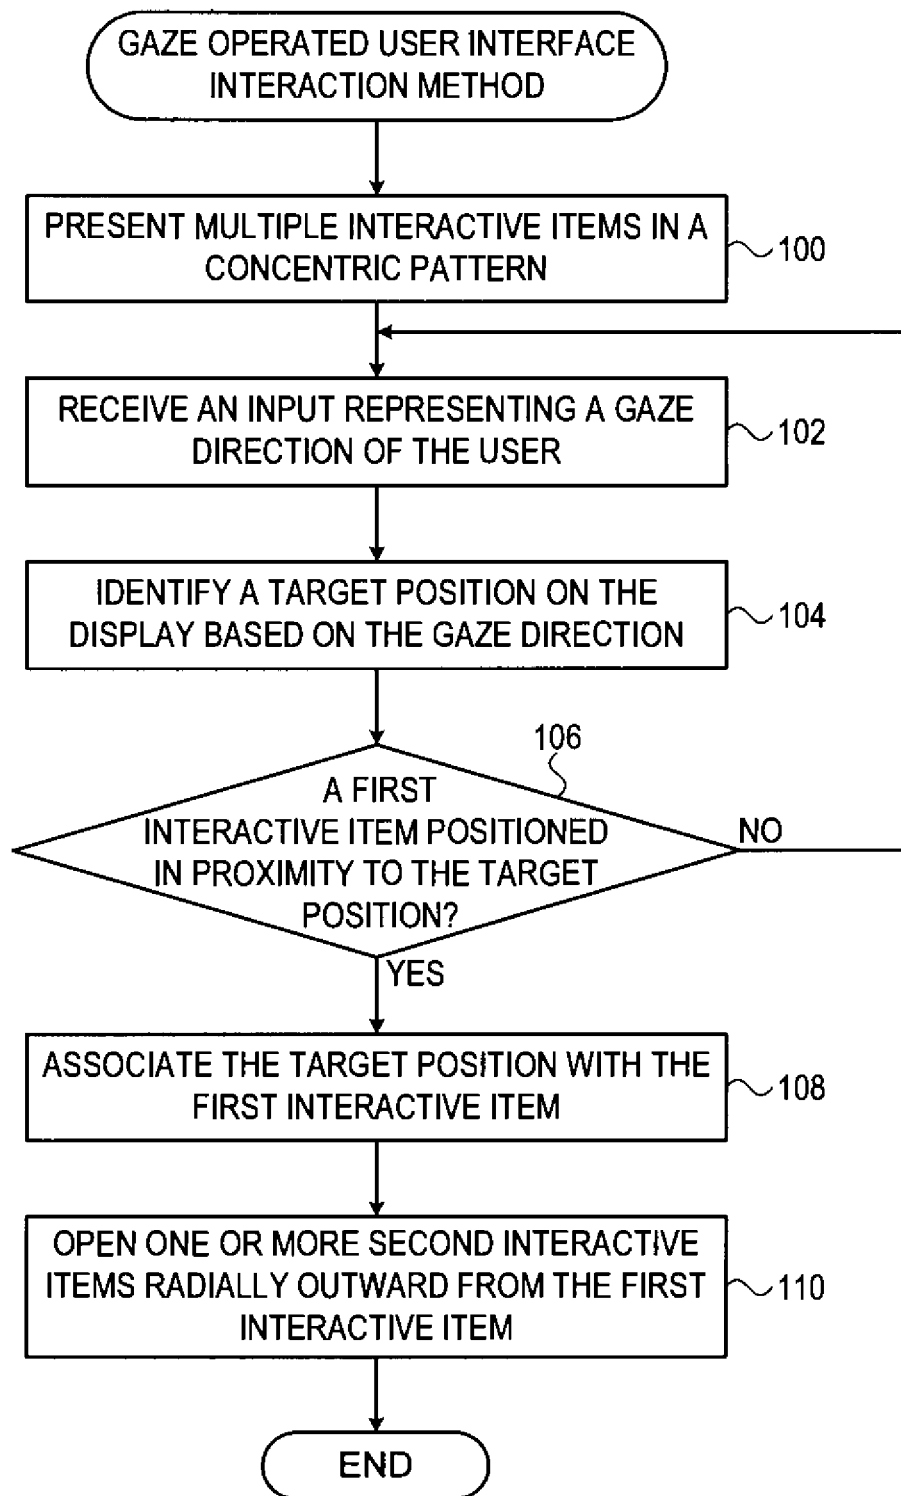 GAZE OPERATED USER INTERFACE
INTERACTION METHOD
PRESENT MULTIPLE INTERACTIVE ITEMS IN A
CONCENTRIC PATTERN
100
RECEIVE AN INPUT REPRESENTING A GAZE
DIRECTION OF THE USER
102
IDENTIFY A TARGET POSITION ON THE
DISPLAY BASED ON THE GAZE DIRECTION
104
106
A FIRST
INTERACTIVE ITEM POSITIONED
IN PROXIMITY TO THE TARGET
POSITION?
NO
YES
ASSOCIATE THE TARGET POSITION WITH THE
FIRST INTERACTIVE ITEM
108
OPEN ONE OR MORE SECOND INTERACTIVE
ITEMS RADIALLY OUTWARD FROM THE FIRST
INTERACTIVE ITEM
110
END